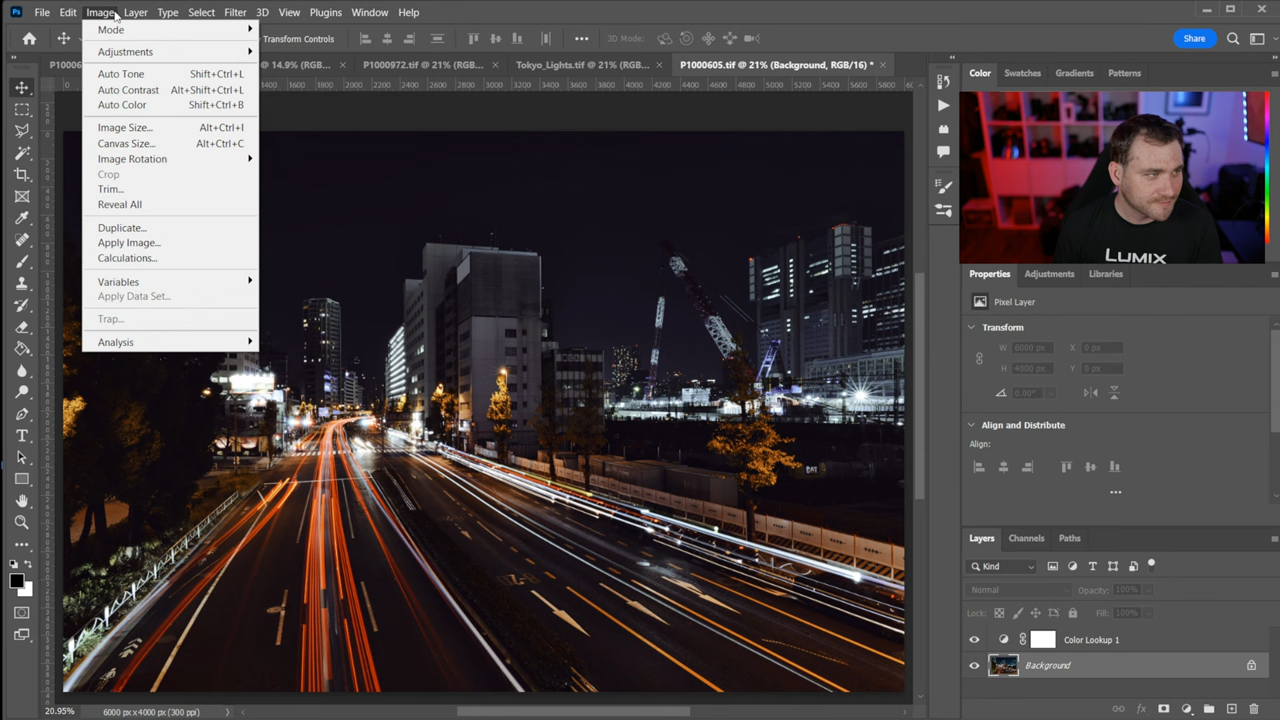 File Edit Image Layer Type Select Filter 3D View Plugins Window Help
Transform Controls
3D Mode:
Share
@ 14.9% (RGB...
P1000972.tif @ 21% (RGB...
Tokyo_Lights.tif @ 21% (RGB...
P1000605.tif @ 21% (Background, RGB/16) *
Mode
Adjustments
Auto Tone Shift+Ctrl+L
Auto Contrast Alt+Shift+Ctrl+L
Auto Color Shift+Ctrl+B
Image Size... Alt+Ctrl+I
Canvas Size... Alt+Ctrl+C
Image Rotation
Crop
Trim...
Reveal All
Duplicate...
Apply Image...
Calculations...
Variables
Apply Data Set...
Trap...
Analysis
1400 1600 1800 2000 2200 2400 2600 2800 3000 3200 3400 3600 3800 4000 4200 4400 4600 4800 5000 5200 5400 5600 5800
Color Swatches Gradients Patterns
LUMIX
Properties Adjustments Libraries
Pixel Layer
Transform
W 6000 px X 0 px
H 4000 px Y 0 px
0.00°
Align and Distribute
Align:
Layers Channels Paths
Kind
Normal Opacity: 100%
Lock: Fill: 100%
Color Lookup 1
Background
20.95% 6000 px x 4000 px (300 ppi)